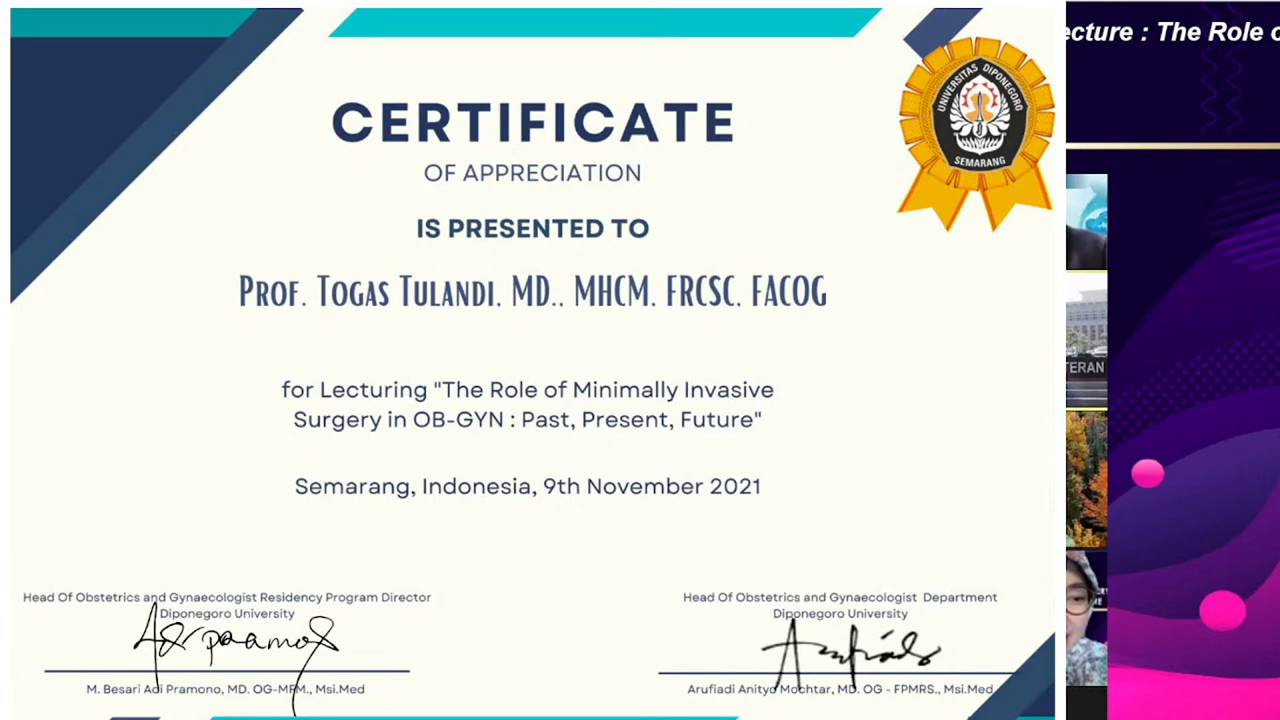 CERTIFICATE
OF APPRECIATION
IS PRESENTED TO
Prof. Togas Tulandi, MD., MHCM, FRCSC, FACOG
for Lecturing "The Role of Minimally Invasive
Surgery in OB-GYN : Past, Present, Future"
Semarang, Indonesia, 9th November 2021
Head Of Obstetrics and Gynaecologist Residency Program Director
Diponegoro University
M. Besari Adi Pramono, MD. OG-MFM., Msi.Med
Head Of Obstetrics and Gynaecologist Department
Diponegoro University
Arufiadi Anityo Mochtar, MD. OG - FPMRS., Msi.Med
UNIVERSITAS DIPONEGORO
SEMARANG
ecture : The Role o
TERAN